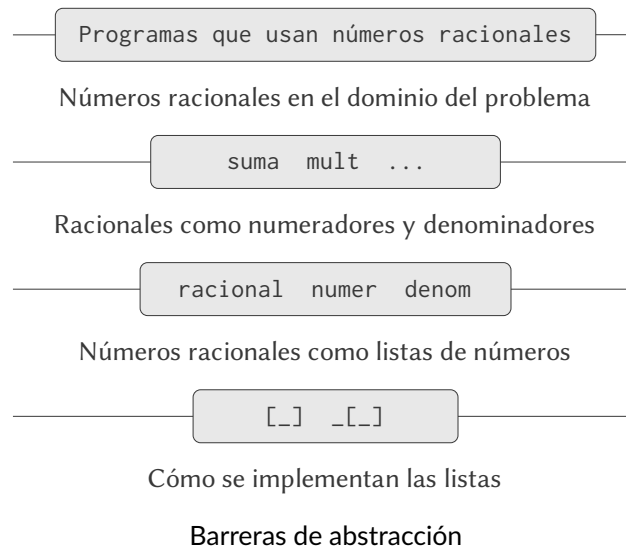 Programas que usan números racionales
Números racionales en el dominio del problema
suma mult ...
Racionales como numeradores y denominadores
racional numer denom
Números racionales como listas de números
[_] _[_]
Cómo se implementan las listas
Barreras de abstracción